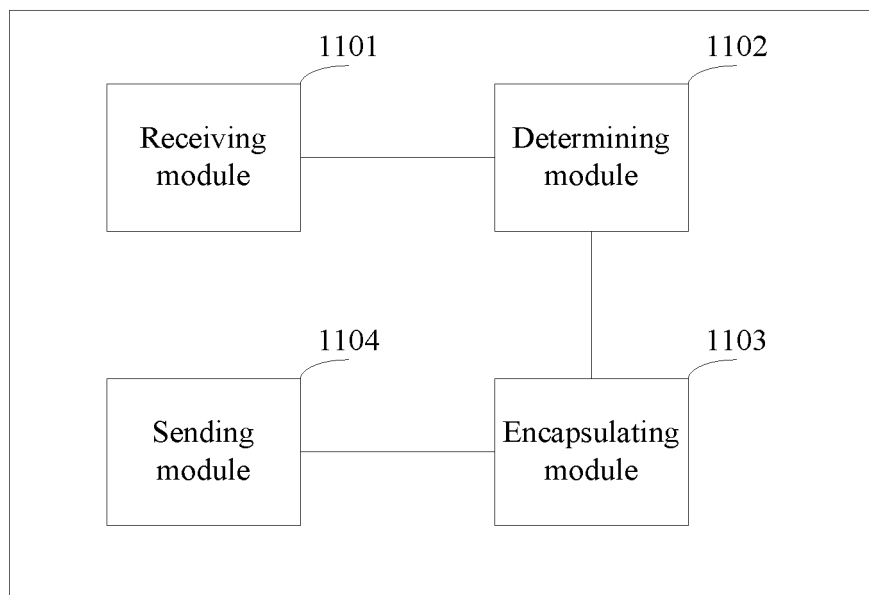 1101
1102
Receiving
module
Determining
module
1104
1103
Sending
module
Encapsulating
module